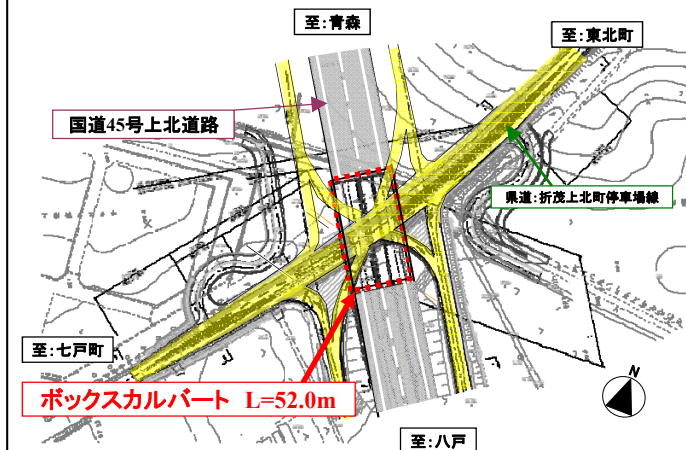 至:青森
至:東北町
国道45号上北道路
県道:折茂上北町停車場線
至:七戸町
ボックスカルバート L=52.0m
N
至:八戸